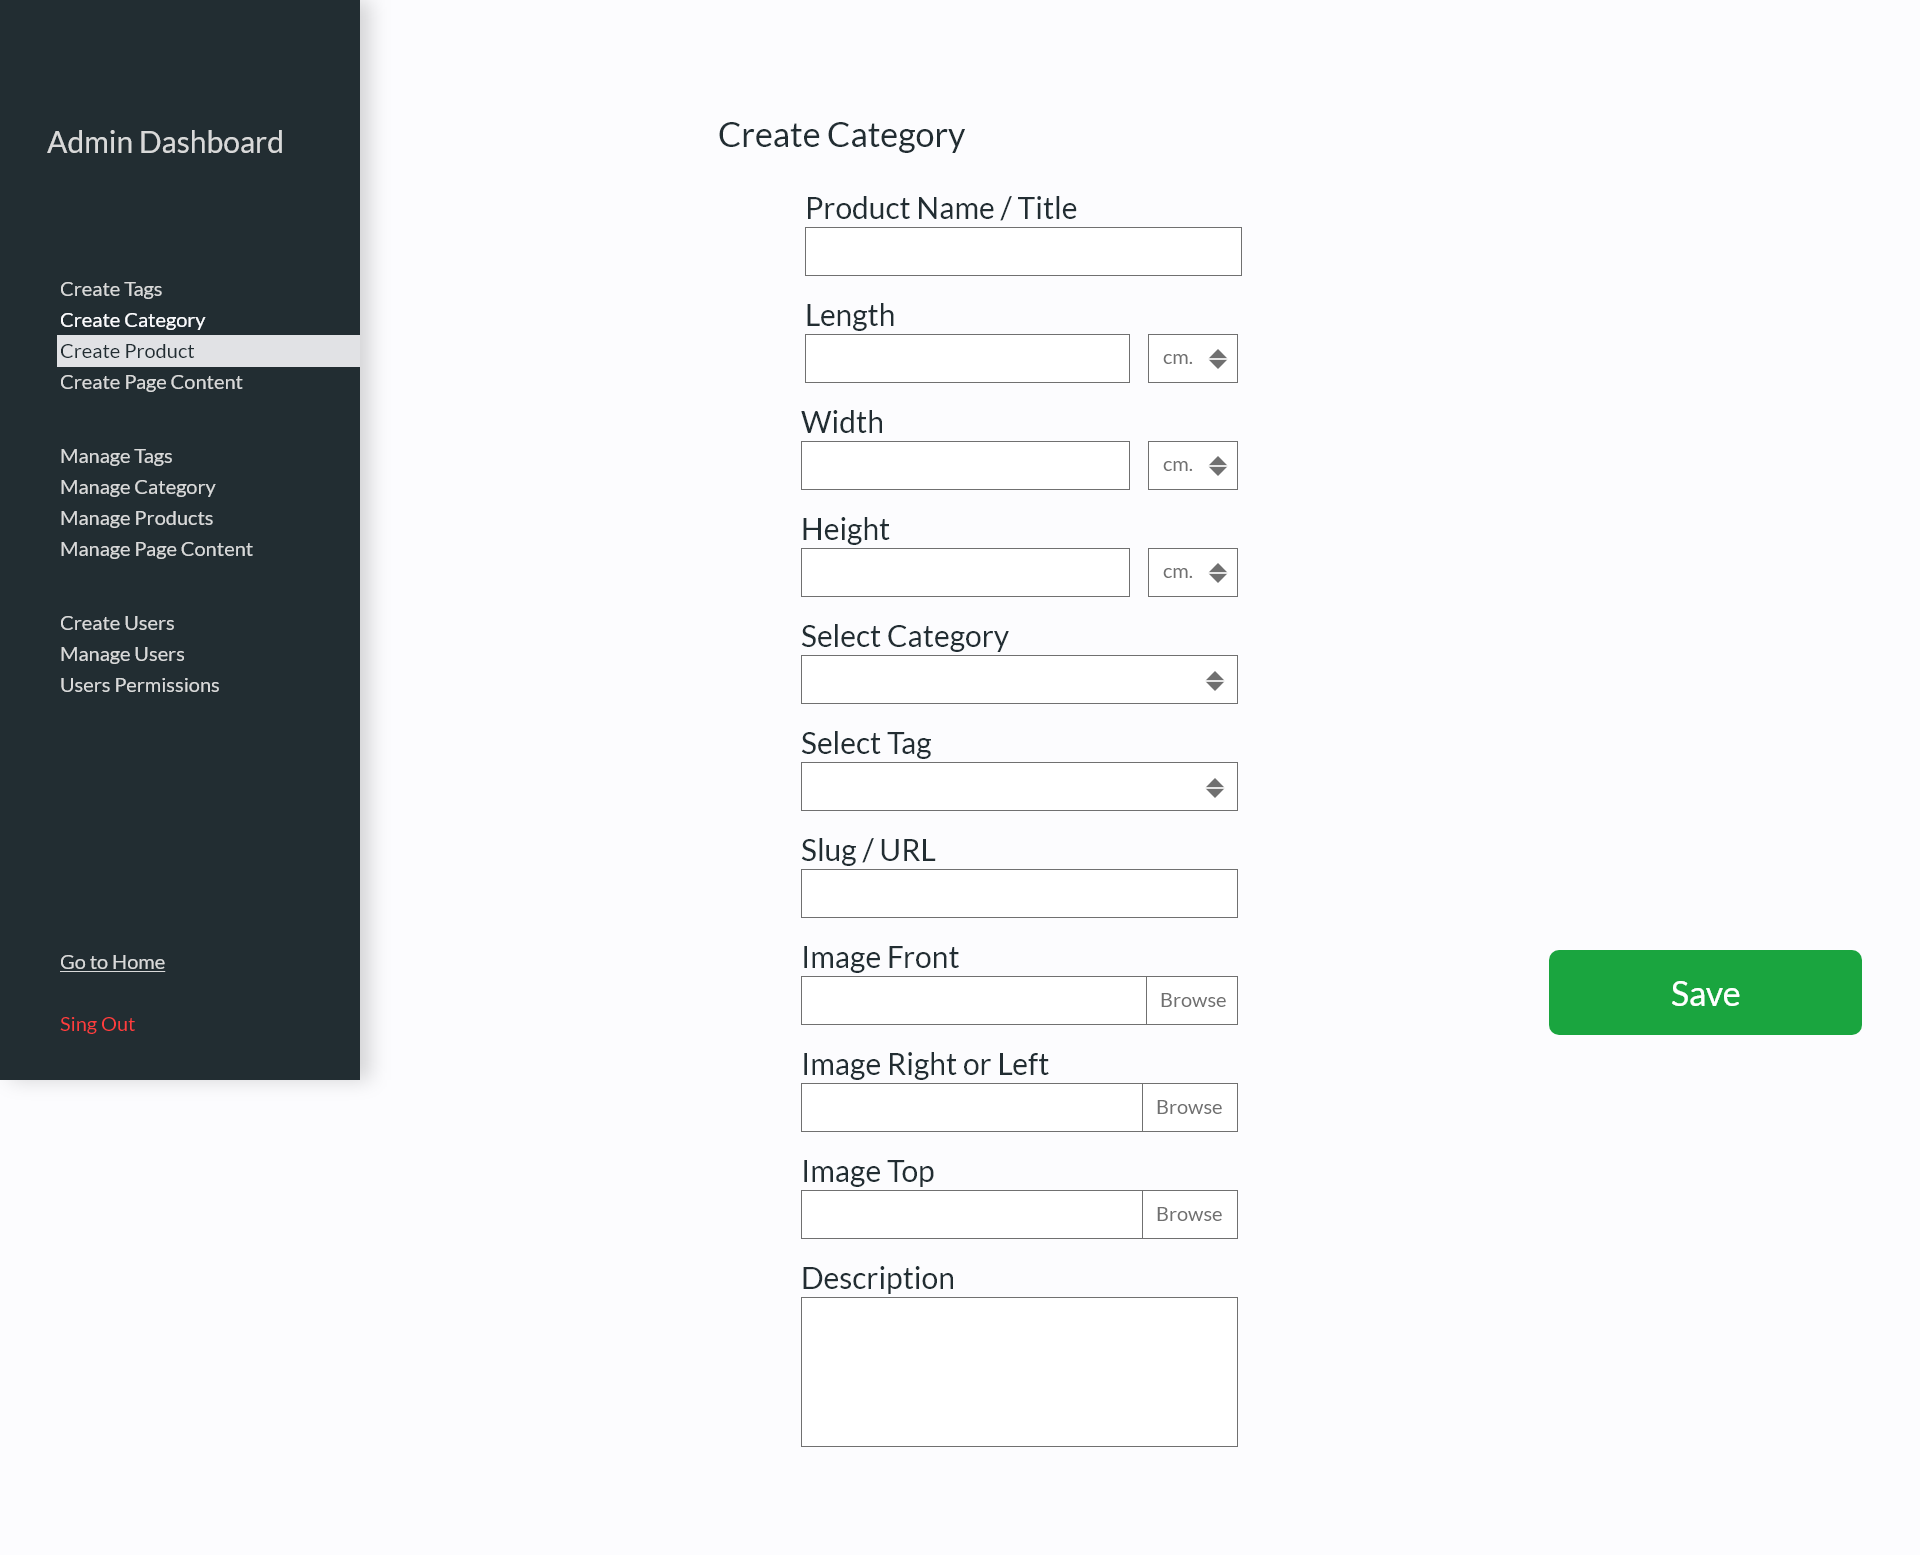 Admin Dashboard
Create Tags
Create Category
Create Product
Create Page Content
Manage Tags
Manage Category
Manage Products
Manage Page Content
Create Users
Manage Users
Users Permissions
Go to Home
Sing Out
Create Category
Product Name / Title
Length
cm.
Width
cm.
Height
cm.
Select Category
Select Tag
Slug / URL
Image Front
Browse
Image Right or Left
Browse
Image Top
Browse
Description
Save